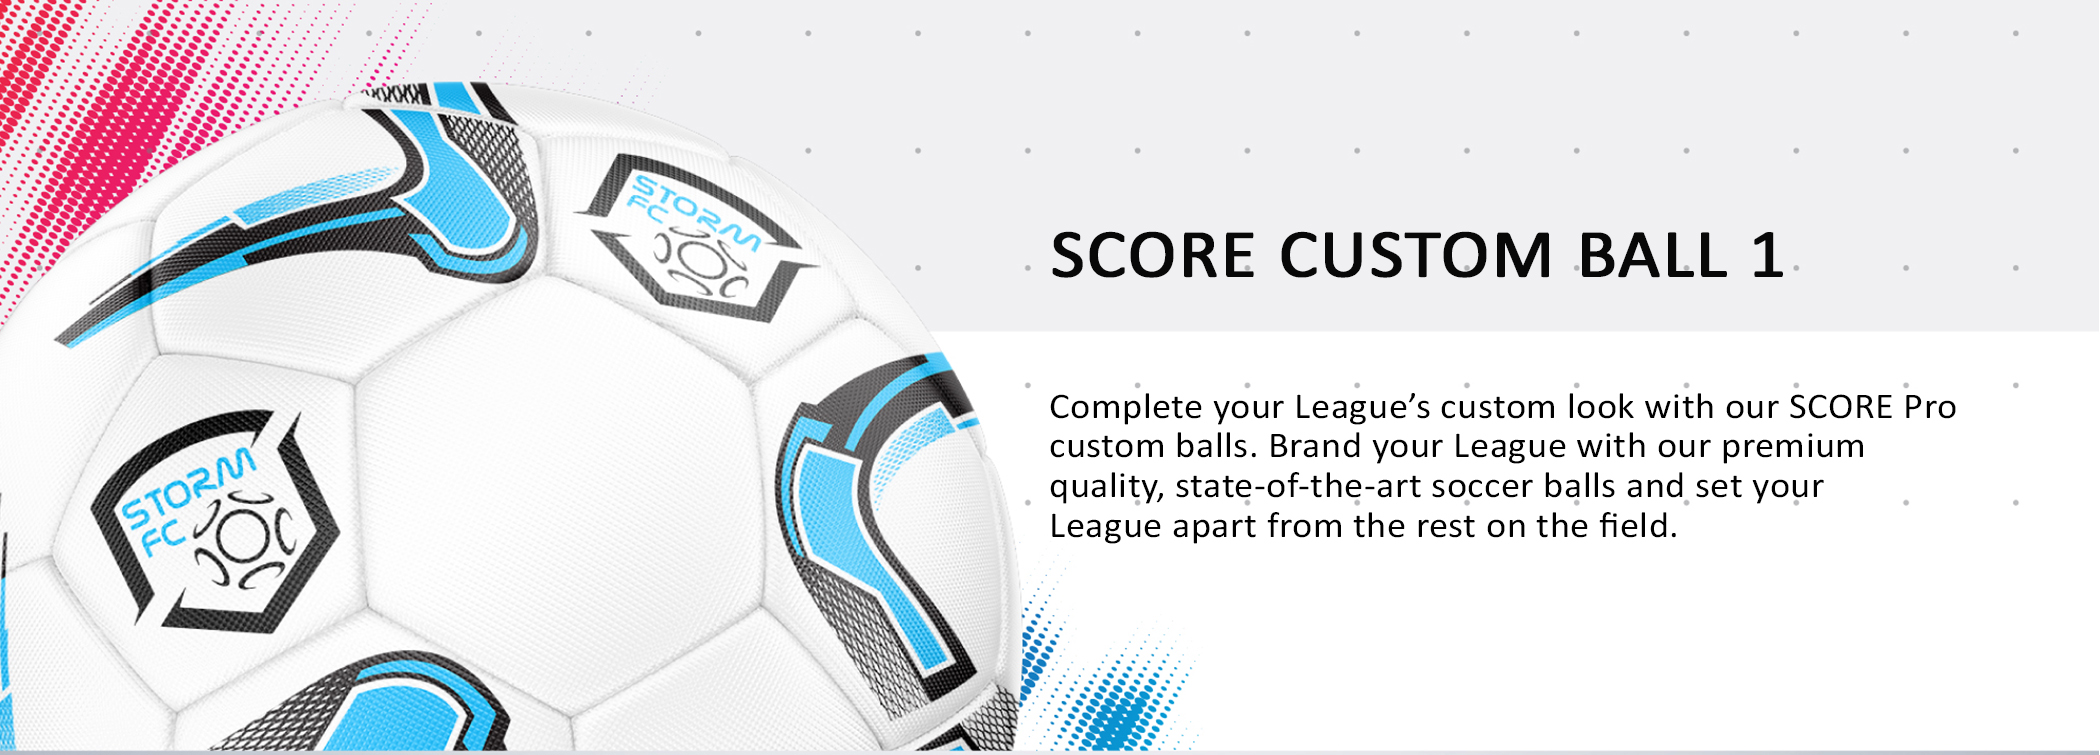 STORM
FC
STORM
FC
SCORE CUSTOM BALL 1
Complete your League’s custom look with our SCORE Pro
custom balls. Brand your League with our premium
quality, state-of-the-art soccer balls and set your
League apart from the rest on the field.